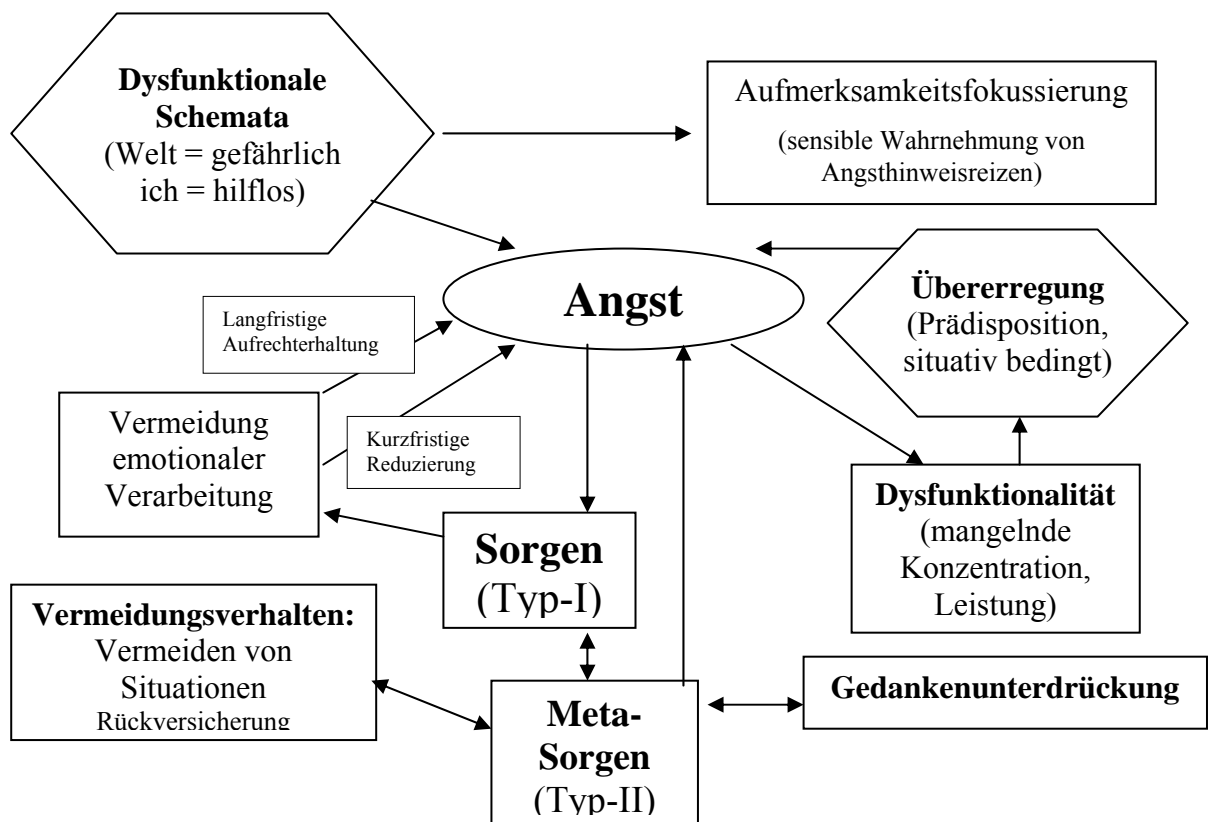 Dysfunktionale
Schemata
(Welt = gefährlich
ich = hilflos)
Aufmerksamkeitsfokussierung
(sensible Wahrnehmung von
Angsthinweisreizen)
Angst
Übererregung
(Prädisposition,
situativ bedingt)
Langfristige
Aufrechterhaltung
Vermeidung
emotionaler
Verarbeitung
Kurzfristige
Reduzierung
Dysfunktionalität
(mangelnde
Konzentration,
Leistung)
Sorgen
(Typ-I)
Vermeidungsverhalten:
Vermeiden von
Situationen
Rückversicherung
Meta-
Sorgen
(Typ-II)
Gedankenunterdrückung